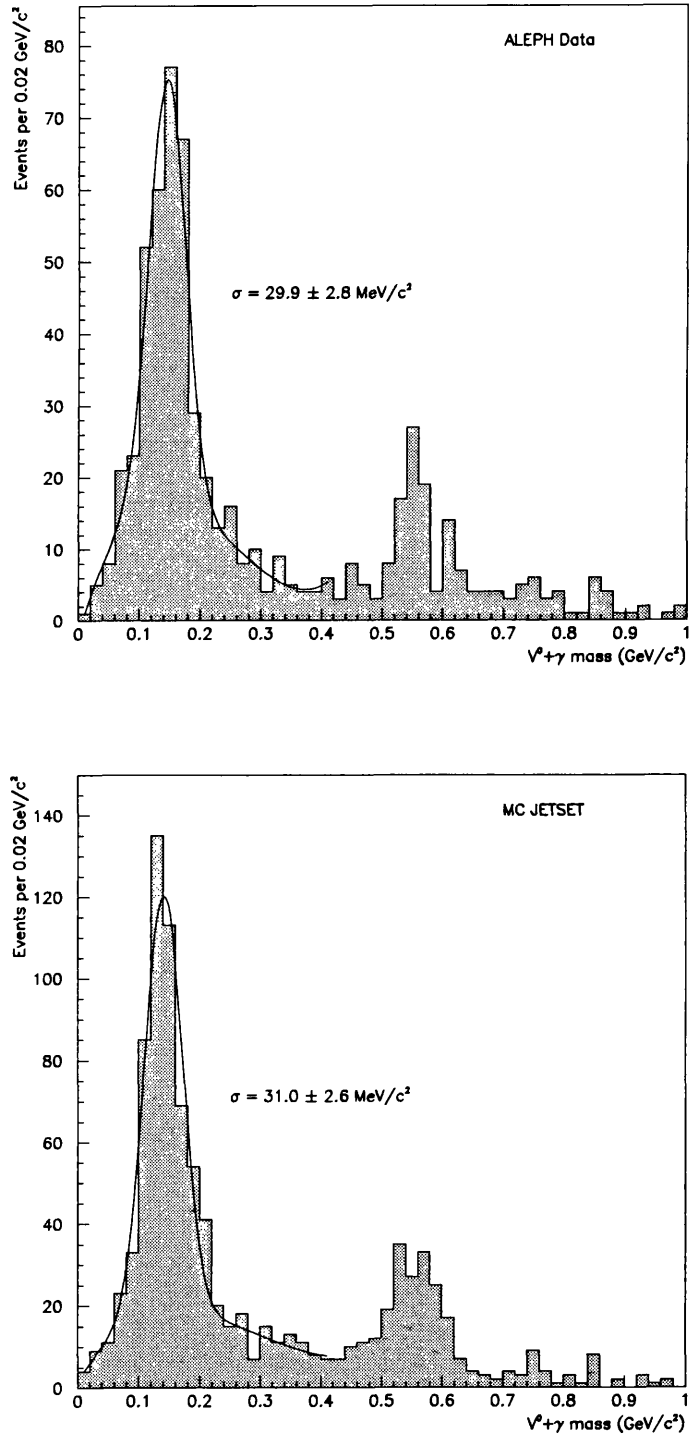 Events per 0.02 GeV/c²
ALEPH Data
80
70
60
50
σ = 29.9 ± 2.8 MeV/c²
40
30
20
10
0
0 0.1 0.2 0.3 0.4 0.5 0.6 0.7 0.8 0.9 1
V⁰+γ mass (GeV/c²)
Events per 0.02 GeV/c²
MC JETSET
140
120
100
80
σ = 31.0 ± 2.6 MeV/c²
60
40
20
0
0 0.1 0.2 0.3 0.4 0.5 0.6 0.7 0.8 0.9 1
V⁰+γ mass (GeV/c²)